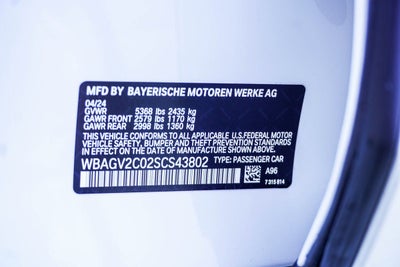 MFD BY BAYERISCHE MOTOREN WERKE AG
04/24
GVWR 5368 lbs 2435 kg
GAWR FRONT 2579 lbs 1170 kg
GAWR REAR 2998 lbs 1360 kg
THIS VEHICLE CONFORMS TO ALL APPLICABLE U.S.FEDERAL MOTOR
VEHICLE SAFETY, BUMPER, AND THEFT PREVENTION STANDARDS
IN EFFECT ON THE DATE OF MANUFACTURE SHOWN ABOVE.
WBAGV2C02SCS43802 TYPE: PASSENGER CAR
A96
7 315 814